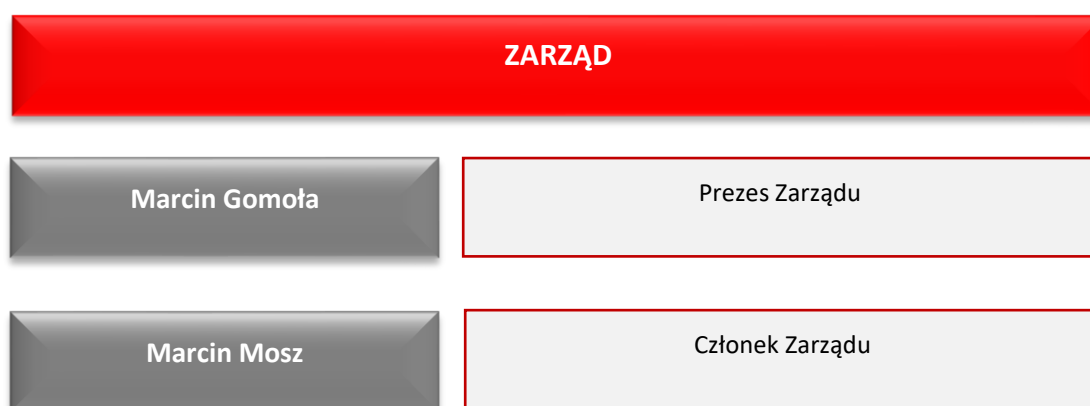 ZARZĄD
Marcin Gomoła
Prezes Zarządu
Marcin Mosz
Członek Zarządu